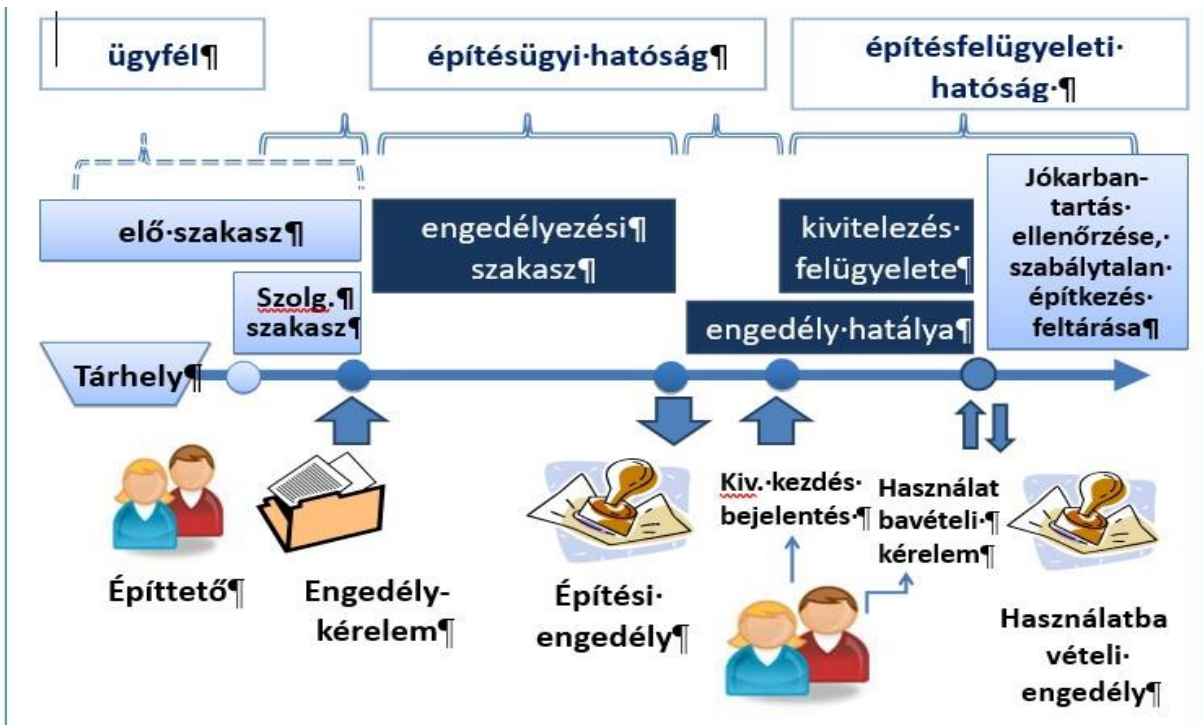 ügyfél¶
építésügyi·hatóság¶
építésfelügyeleti·
hatóság·¶
elő·szakasz¶
Szolg.¶
szakasz¶
engedélyezési
szakasz¶
kivitelezés·
felügyelete¶
engedély·hatálya¶
Jókarban-
tartás·
ellenőrzése,·
szabálytalan·
építkezés·
feltárása¶
Tárhely¶
Építtető¶
Engedély-
kérelem¶
Építési·
engedély¶
Kiv.·kezdés·
bejelentés·¶
Használat
bavételi·¶
kérelem¶
Használatba
vételi·
engedély¶